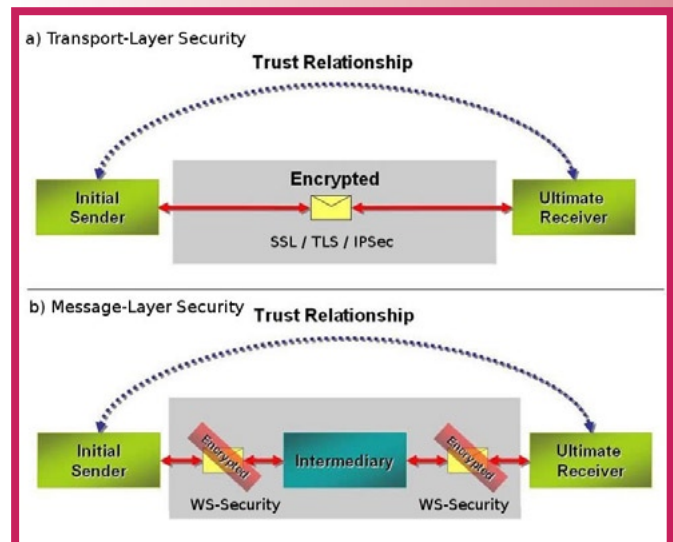 a) Transport-Layer Security
Trust Relationship
Encrypted
Initial
Sender
Ultimate
Receiver
SSL / TLS / IPSec
b) Message-Layer Security
Trust Relationship
Initial
Sender
Encrypted
Intermediary
Encrypted
Ultimate
Receiver
WS-Security
WS-Security